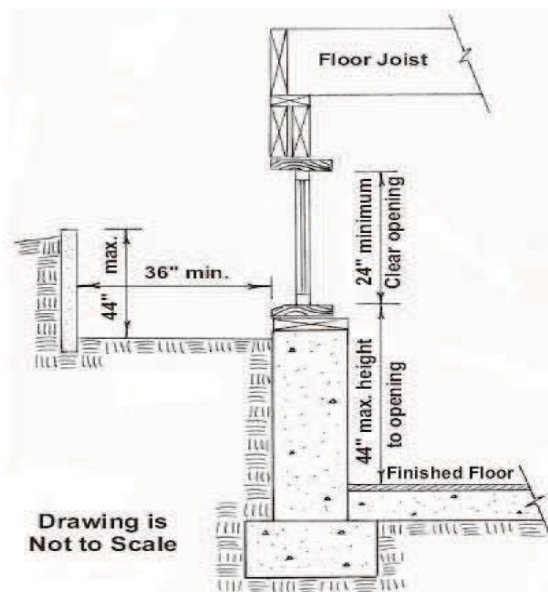 Floor Joist
24" minimum
Clear opening
44" max.
36" min.
44" max. height
to opening
Finished Floor
Drawing is
Not to Scale